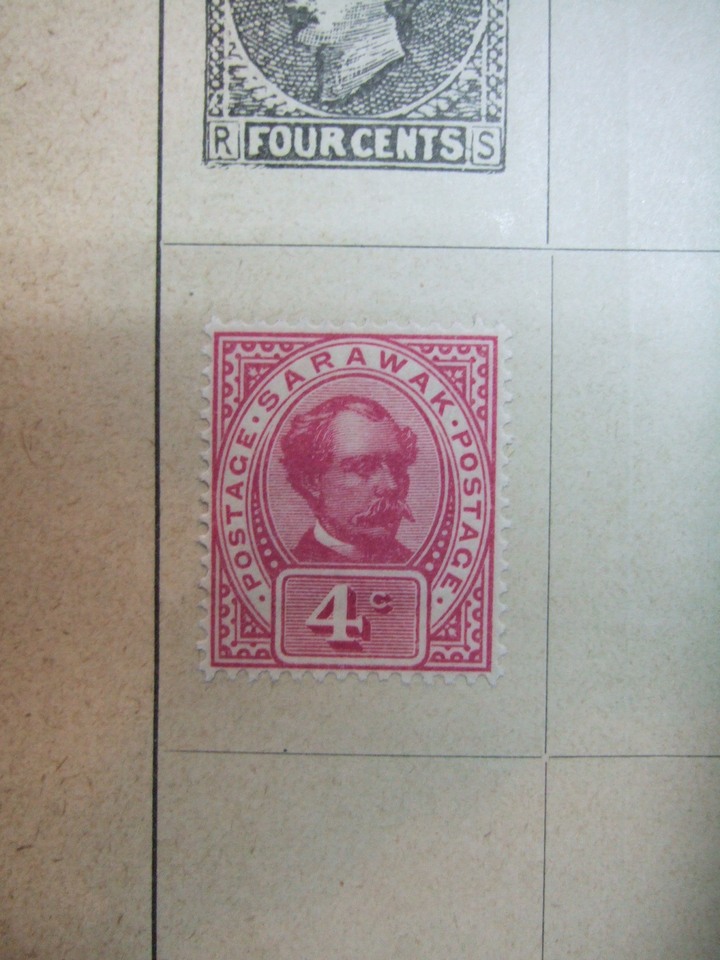 R FOUR CENTS S
POSTAGE · SARAWAK · POSTAGE
4c